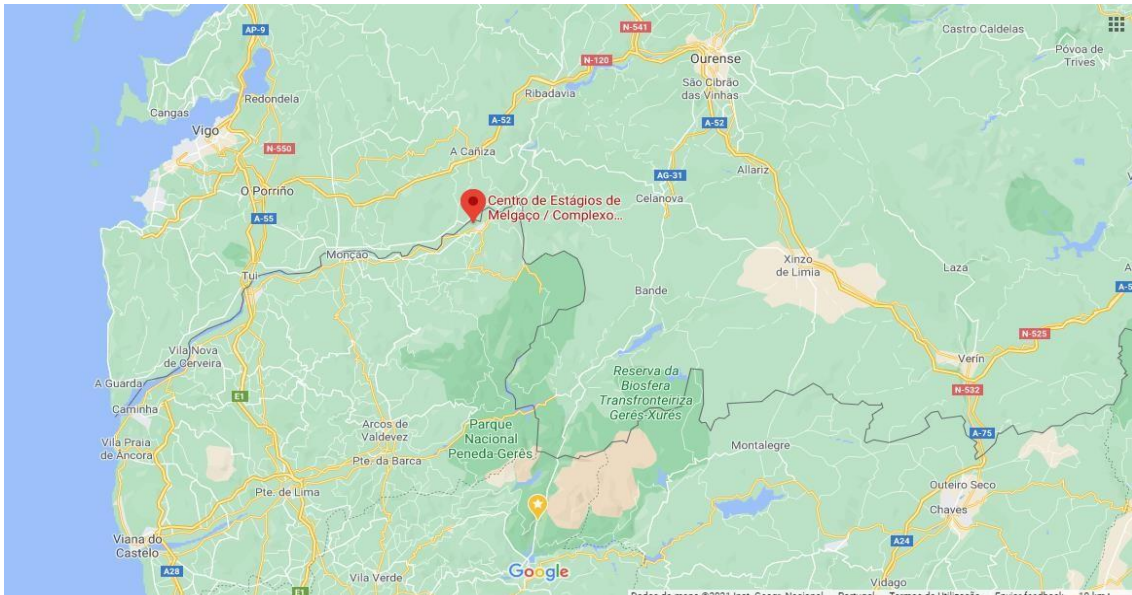 AP-9
N-541
Castro Caldelas
Póvoa de
Trives
Ourense
N-120
São Cibrão
das Vinhas
Redondela
Ribadavia
Cangas
Vigo
A-52
A-52
N-550
A Cañiza
Allariz
AG-31
O Porriño
Celanova
Centro de Estágios de
Melgaço / Complexo...
A-55
Monção
Xinzo
de Limia
Laza
Tui
Bande
N-525
Vila Nova
de Cerveira
Verín
Reserva da
Biosfera
Transfronteiriza
Gerês-Xurés
A Guarda
E1
N-532
Caminha
Arcos de
Valdevez
Parque
Nacional
Peneda-Gerês
A-75
Vila Praia
de Âncora
Montalegre
Pte. da Barca
Outeiro Seco
Pte. de Lima
Chaves
Viana do
Castelo
A24
A28
Google
Vila Verde
Vidago
E1